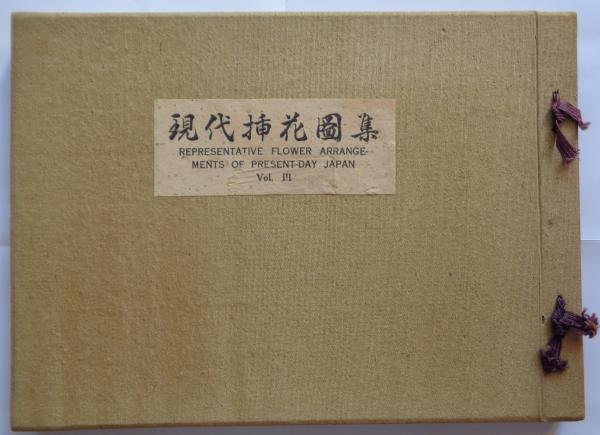 現代挿花圖集
REPRESENTATIVE FLOWER ARRANGE-
MENTS OF PRESENT-DAY JAPAN
Vol. III